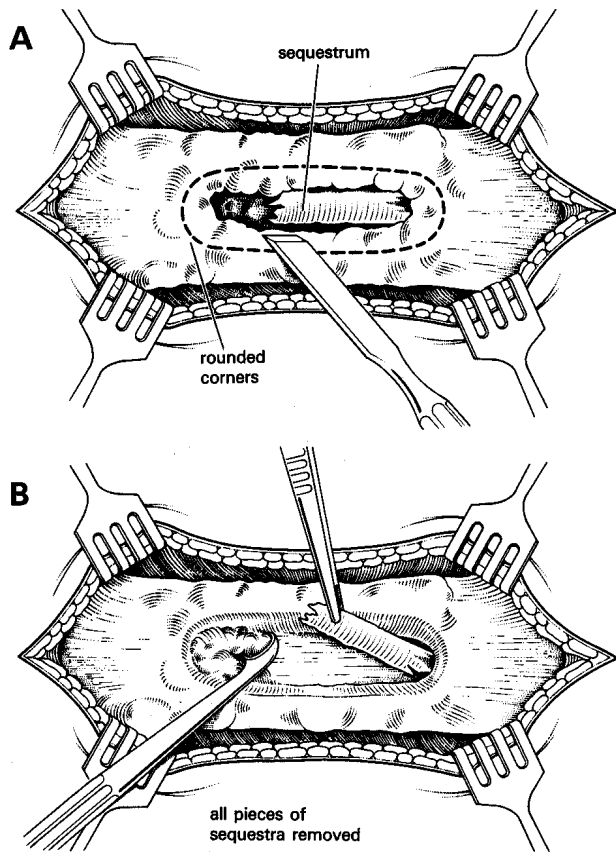 A
sequestrum
rounded
corners
B
all pieces of
sequestra removed